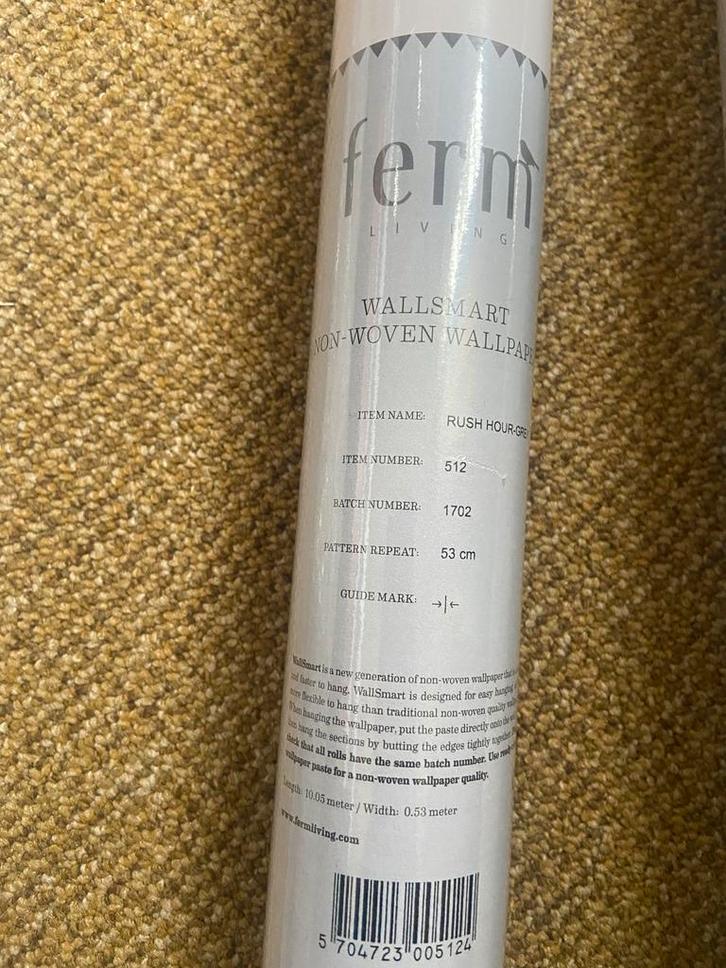 ferm
LIVING
WALLSMART
NON-WOVEN WALLPAPE
ITEM NAME: RUSH HOUR-GRE
ITEM NUMBER: 512
BATCH NUMBER: 1702
PATTERN REPEAT: 53 cm
GUIDE MARK: →|←
WallSmart is a new generation of non-woven wallpaper that
and faster to hang. WallSmart is designed for easy hanging
more flexible to hang than traditional non-woven quality
When hanging the wallpaper, put the paste directly onto the
then hang the sections by butting the edges tightly together
check that all rolls have the same batch number. Use
wallpaper paste for a non-woven wallpaper quality.
Length: 10.05 meter / Width: 0.53 meter
www.fermliving.com
5 704723 005124